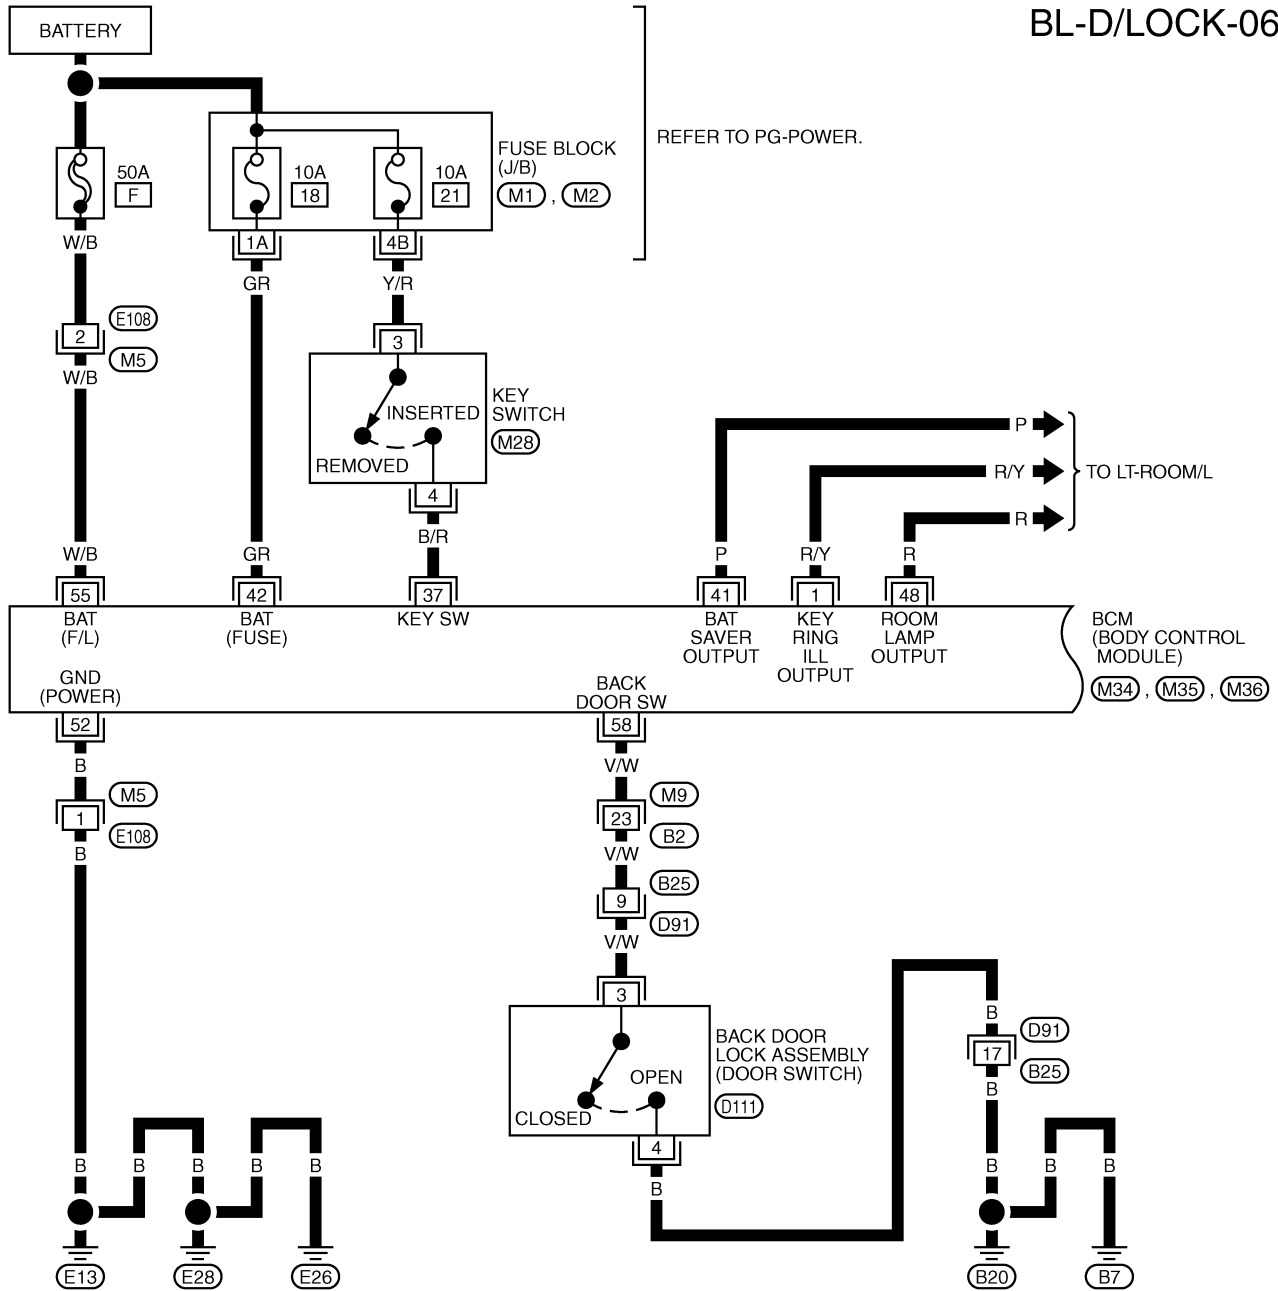 BL-D/LOCK-06
BATTERY
REFER TO PG-POWER.
50A
F
10A
18
10A
21
FUSE BLOCK
(J/B)
M1 , M2
W/B
1A
4B
GR
Y/R
2
E108
M5
W/B
3
KEY
SWITCH
M28
INSERTED
REMOVED
4
B/R
P
R/Y
R
TO LT-ROOM/L
W/B
GR
P
R/Y
R
55
42
37
41
1
48
BAT
(F/L)
BAT
(FUSE)
KEY SW
BAT
SAVER
OUTPUT
KEY
RING
ILL
OUTPUT
ROOM
LAMP
OUTPUT
BCM
(BODY CONTROL
MODULE)
M34 , M35 , M36
GND
(POWER)
BACK
DOOR SW
52
58
B
V/W
1
M5
E108
23
M9
B2
B
V/W
9
B25
D91
V/W
3
BACK DOOR
LOCK ASSEMBLY
(DOOR SWITCH)
D111
OPEN
CLOSED
4
B
B
17
D91
B25
B
B
B
B
B
B
B
B
B
E13
E28
E26
B20
B7